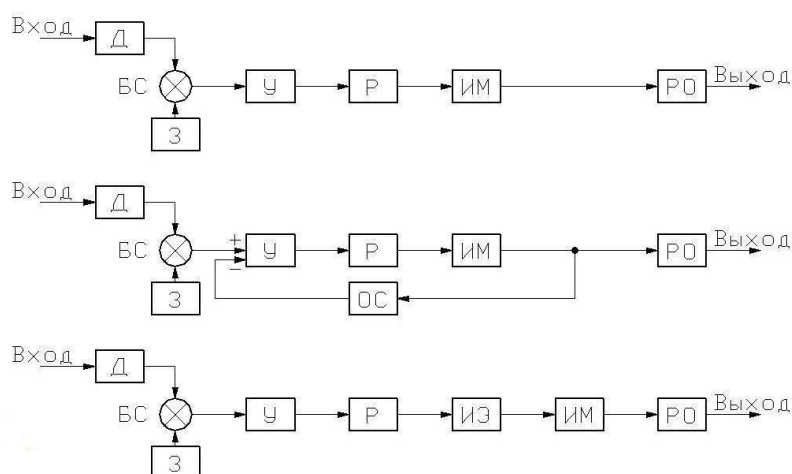 Вход Д
БС У Р ИМ РО Выход
З
Вход Д
БС + У Р ИМ РО Выход
−
З ОС
Вход Д
БС У Р ИЭ ИМ РО Выход
З